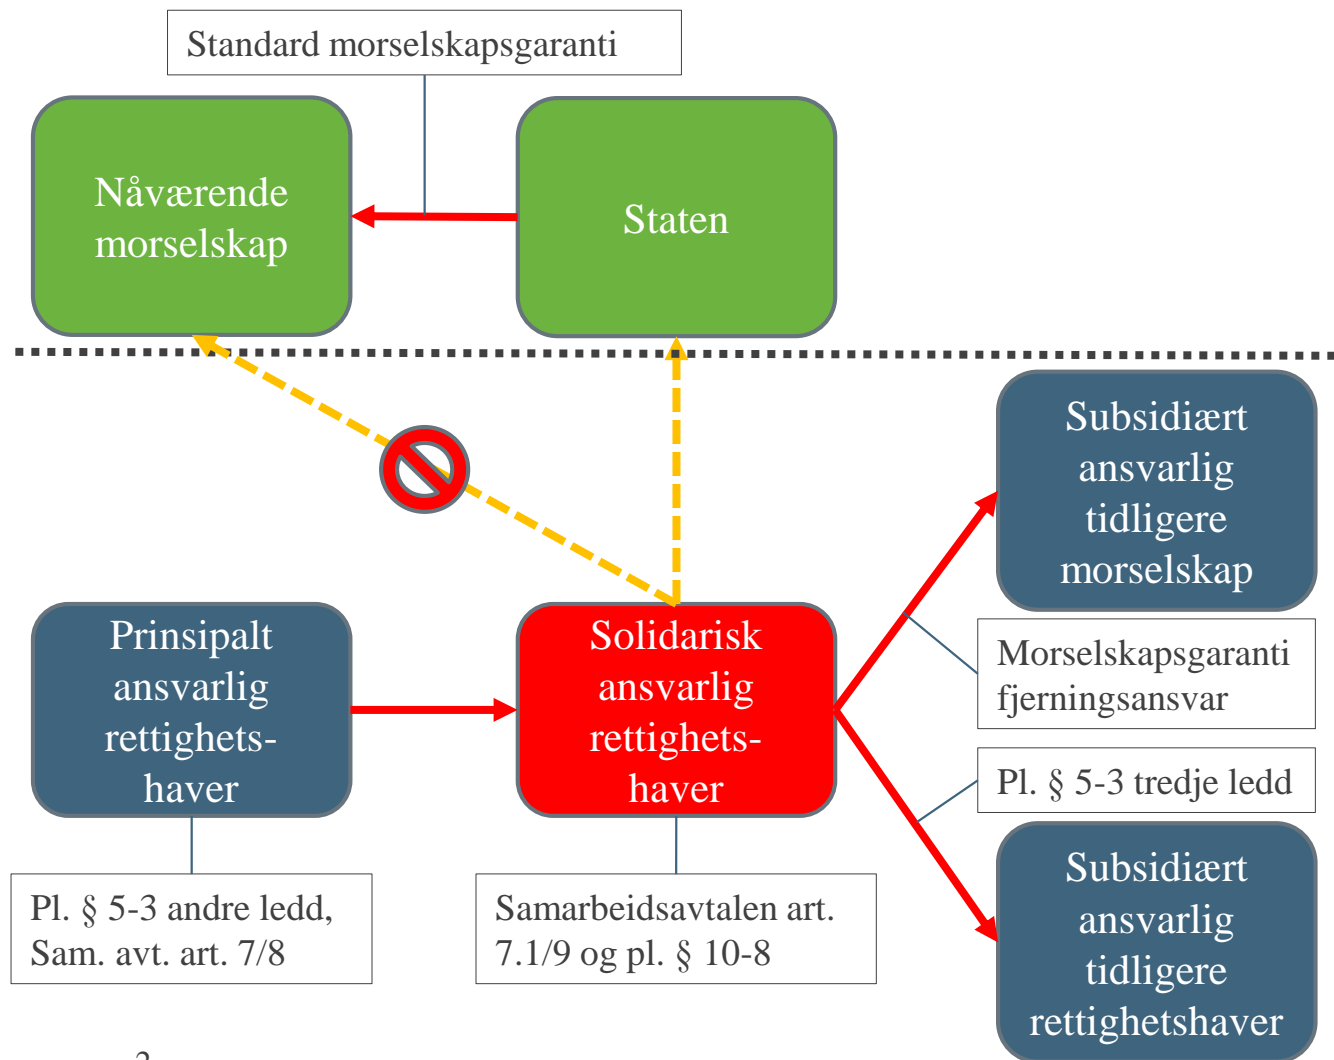 Standard morselskapsgaranti
Nåværende
morselskap
Staten
Subsidiært
ansvarlig
tidligere
morselskap
Prinsipalt
ansvarlig
rettighets-
haver
Solidarisk
ansvarlig
rettighets-
haver
Morselskapsgaranti
fjerningsansvar
Pl. § 5-3 tredje ledd
Pl. § 5-3 andre ledd,
Sam. avt. art. 7/8
Samarbeidsavtalen art.
7.1/9 og pl. § 10-8
Subsidiært
ansvarlig
tidligere
rettighetshaver